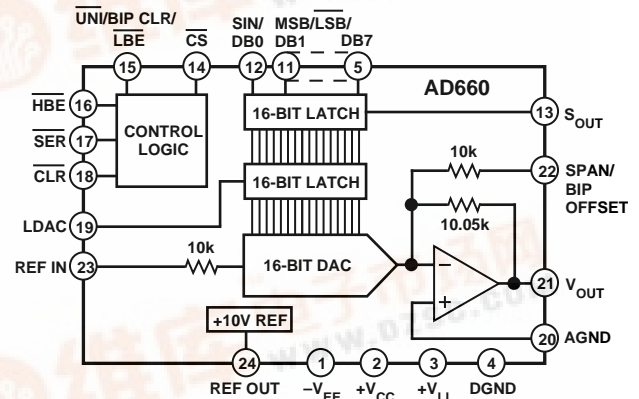 UNI/BIP CLR/
LBE
CS
SIN/
DB0
MSB/LSB/
DB1
DB7
15
14
12
11
5
AD660
HBE 16
SER 17
CLR 18
CONTROL
LOGIC
16-BIT LATCH
13 SOUT
10k
22 SPAN/
BIP
OFFSET
16-BIT LATCH
LDAC 19
10.05k
REF IN 23
10k
16-BIT DAC
−
+
21 VOUT
+10V REF
20 AGND
24
1
2
3
4
REF OUT
–VEE
+VCC
+VLL
DGND